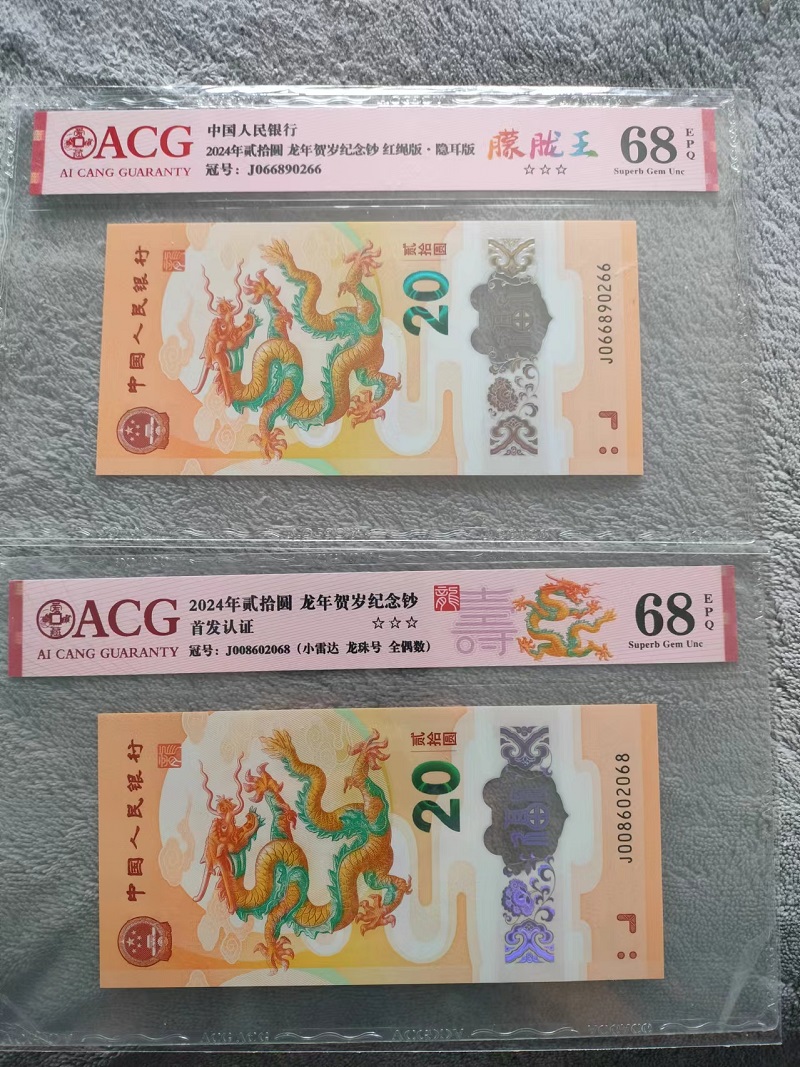 ACG
AI CANG GUARANTY
中国人民银行
2024年贰拾圆 龙年贺岁纪念钞 红绳版·隐耳版
冠号：J066890266
朦胧王
☆☆☆
68
EPQ
Superb Gem Unc
中国人民银行
贰拾圆
20
J066890266
ACG
AI CANG GUARANTY
2024年贰拾圆 龙年贺岁纪念钞
首发认证
☆☆☆
冠号：J008602068（小雷达 龙珠号 全偶数）
龍
壽
68
EPQ
Superb Gem Unc
中国人民银行
贰拾圆
20
福
J008602068